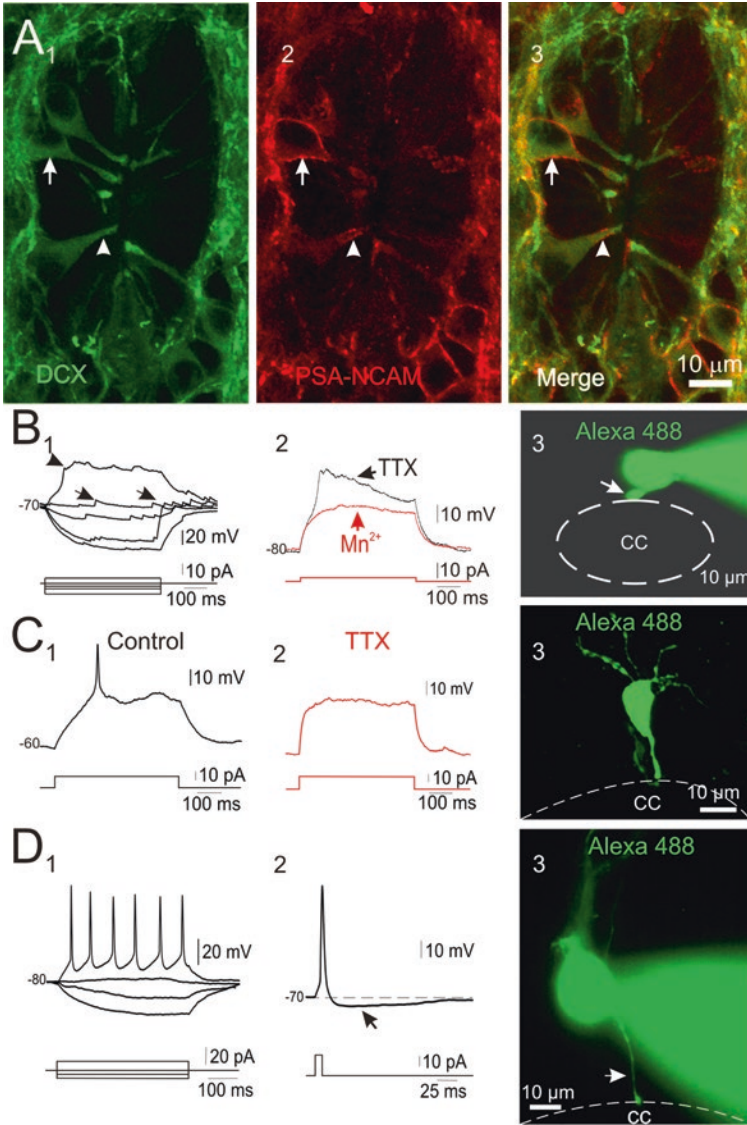 A1
2
3
DCX
PSA-NCAM
Merge
10 μm
B1
-70
20 mV
10 pA
100 ms
2
TTX
Mn2+
-80
10 mV
10 pA
100 ms
3
Alexa 488
CC
10 μm
C1
Control
10 mV
-60
10 pA
100 ms
2
TTX
10 mV
10 pA
100 ms
3
Alexa 488
CC
10 μm
D1
-80
20 mV
20 pA
100 ms
2
10 mV
-70
10 pA
25 ms
3
Alexa 488
10 μm
CC